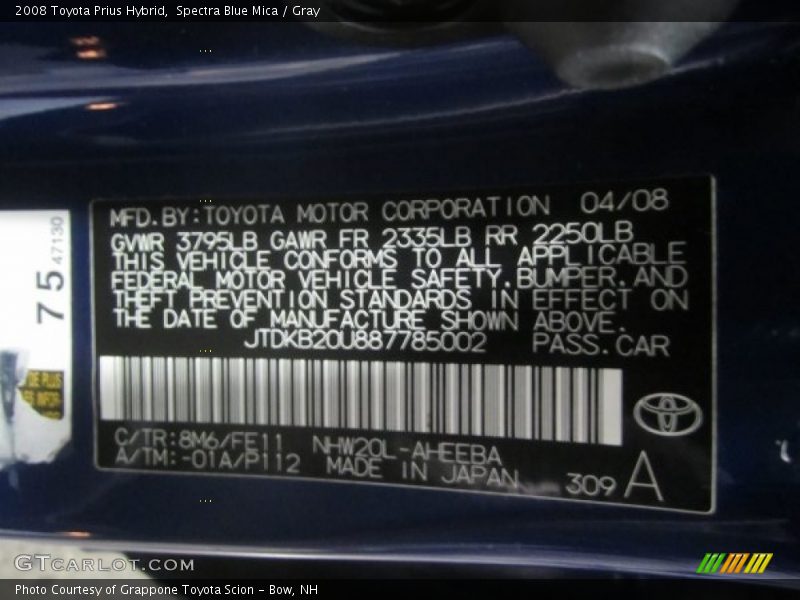 2008 Toyota Prius Hybrid,  Spectra Blue Mica / Gray
MFD.BY:TOYOTA MOTOR CORPORATION 04/08
GVWR 3795LB GAWR FR 2335LB RR 2250LB
THIS VEHICLE CONFORMS TO ALL APPLICABLE
FEDERAL MOTOR VEHICLE SAFETY.BUMPER.AND
THEFT PREVENTION STANDARDS IN EFFECT ON
THE DATE OF MANUFACTURE SHOWN ABOVE.
JTDKB20U887785002 PASS.CAR
C/TR:8M6/FE11 NHW20L-AHEEBA
A/TM:-01A/P112 MADE IN JAPAN 309 A
75 47130
GTCARLOT.COM
Photo Courtesy of Grappone Toyota Scion - Bow, NH